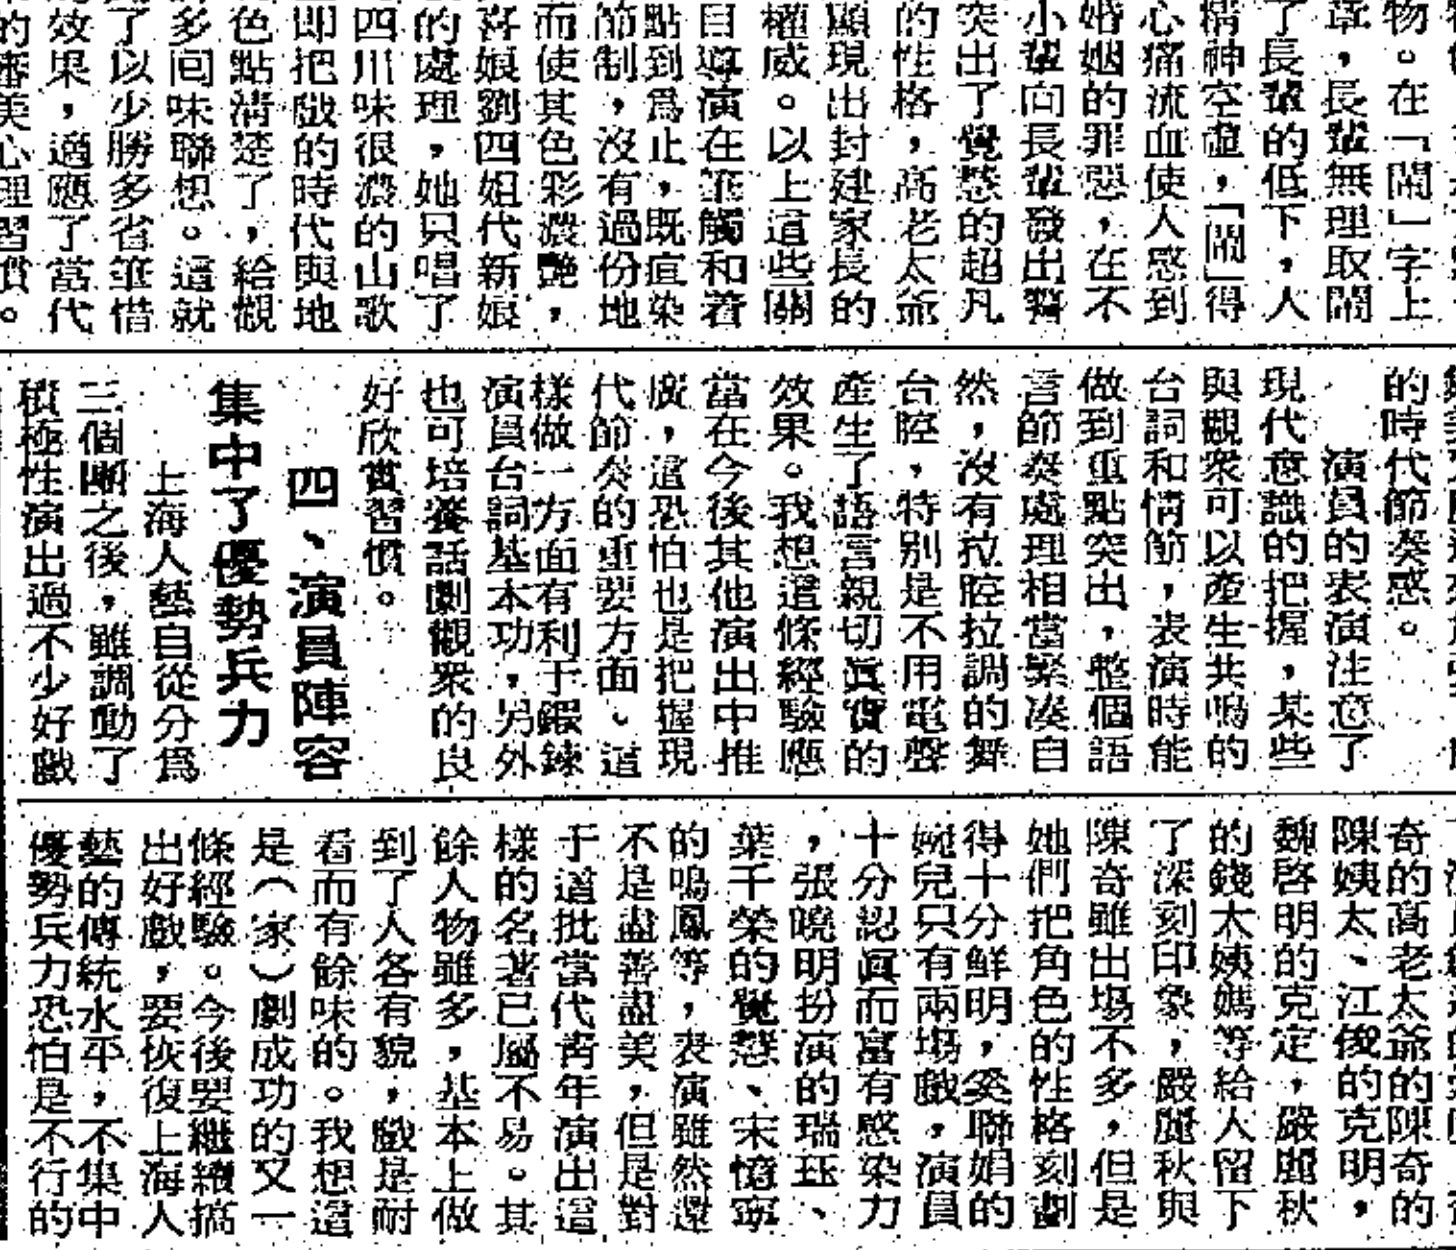 物。在「鬧」字上
章，長輩無理取鬧
了長輩的低下，人
精神空虛，「鬧」得
心痛流血使人感到
婚姻的罪惡，在不
小輩向長輩發出
突出了覺慧的超凡
的性格，高老太爺
顯現出封建家長的
權威。以上這些關
目導演在筆觸和着
點到爲止，既渲染
節制，沒有過份地
而使其色彩濃艷，
喜娘劉四姐代新娘
的處理，她只唱了
四川味很濃的山歌
即把戲的時代與地
色點清楚了，給觀
多回味聯想。這就
了以少勝多省筆借
效果，適應了當代
的審美心理習慣。
的時代節奏感。
演員的表演注意了
現代意識的把握，某些
與觀眾可以產生共鳴的
台詞和情節，表演時能
做到重點突出，整個語
言節奏處理相當緊湊自
然，沒有拉腔拉調的舞
台腔，特別是不用電聲
產生了語言親切眞實的
效果。我想這條經驗應
當在今後其他演出中推
廣，這恐怕也是把握現
代節奏的重要方面。這
樣做一方面有利于鍛鍊
演員台詞基本功，另外
也可培養話劇觀眾的良
好欣賞習慣。
四、演員陣容
集中了優勢兵力
上海人藝自從分爲
三個團之後，雖調動了
積極性演出過不少好戲
奇的高老太爺的陳奇的
陳姨太、江俊的克明，
魏啓明的克定，嚴麗秋
的錢太姨媽等給人留下
了深刻印象，嚴麗秋與
陳奇雖出場不多，但是
她們把角色的性格刻劃
得十分鮮明，奚聯娟的
婉兒只有兩場戲，演員
十分認眞而富有感染力
，張曉明扮演的瑞珏、
葉千榮的覺慧、宋憶寧
的鳴鳳等，表演雖然還
不是盡善盡美，但是對
于這批當代青年演出這
樣的名著已屬不易。其
餘人物雖多，基本上做
到了人各有貌，戲是耐
看而有餘味的。我想這
是（家）劇成功的又一
條經驗。今後要繼續搞
出好戲，要恢復上海人
藝的傳統水平，不集中
優勢兵力恐怕是不行的